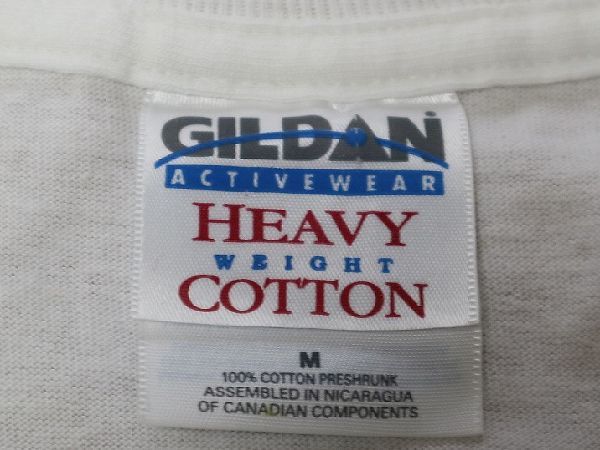 GILDAN
ACTIVEWEAR
HEAVY
WEIGHT
COTTON
M
100% COTTON PRESHRUNK
ASSEMBLED IN NICARAGUA
OF CANADIAN COMPONENTS